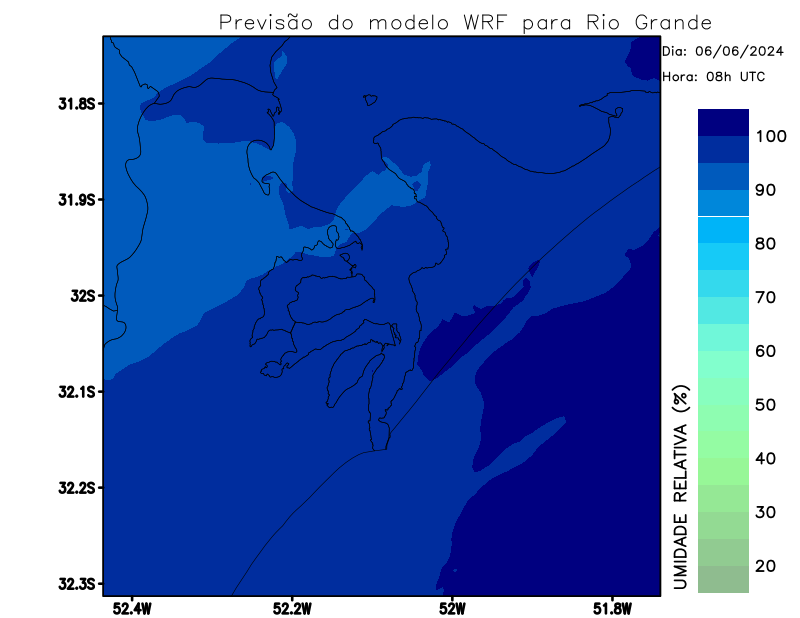 Previsão do modelo WRF para Rio Grande
Dia: 06/06/2024
Hora: 08h UTC
31.8S
31.9S
32S
32.1S
32.2S
32.3S
52.4W
52.2W
52W
51.8W
100
90
80
70
60
50
40
30
20
UMIDADE RELATIVA (%)